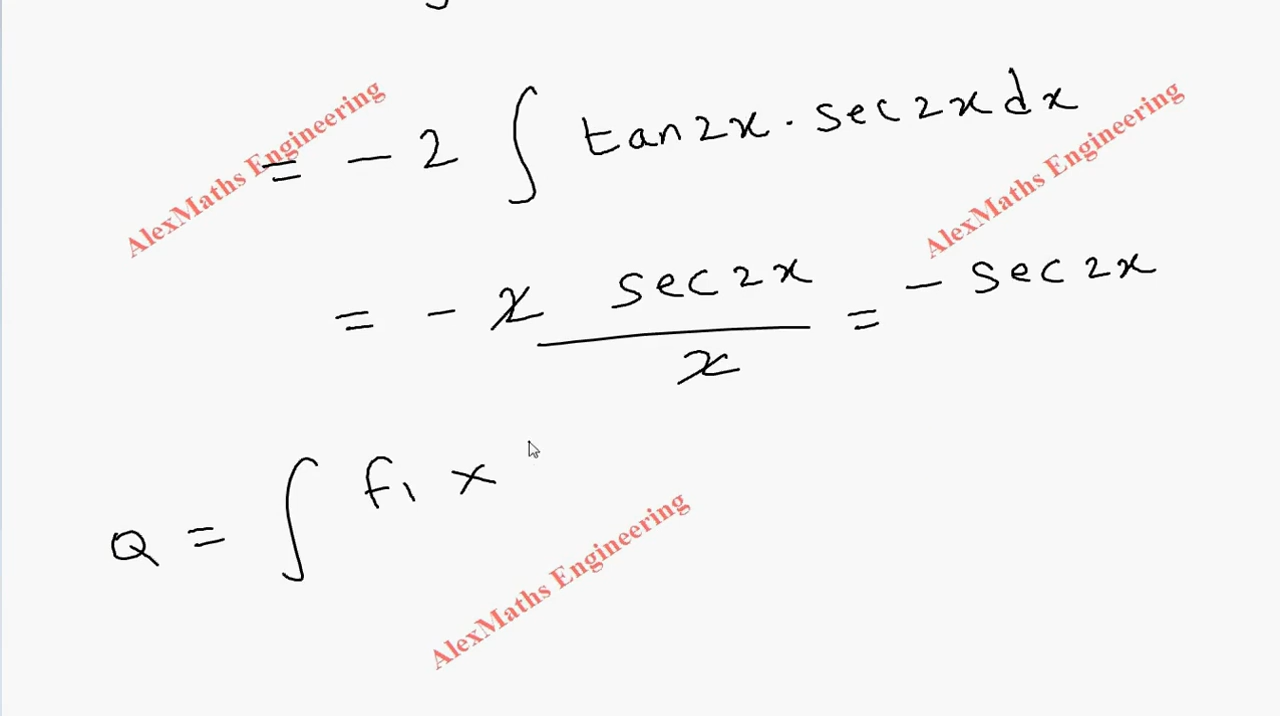 = - 2 ∫ tan2x . sec2x dx
= - 2 sec2x / 2 = - sec2x
Q = ∫ f1 x
AlexMaths Engineering
AlexMaths Engineering
AlexMaths Engineering